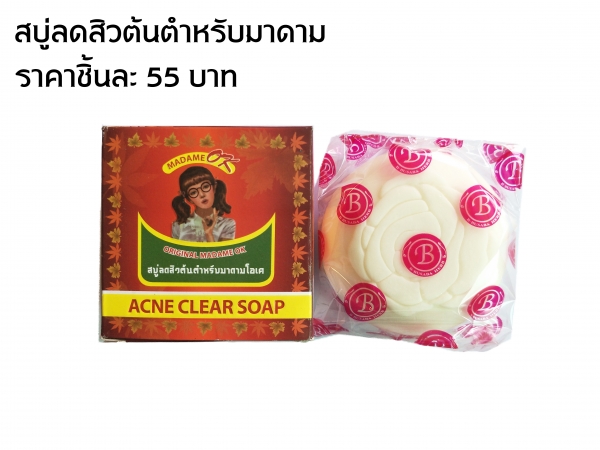 สบู่ลดสิวต้นตำหรับมาดาม
ราคาชิ้นละ 55 บาท
MADAME OK
ORIGINAL MADAME OK
สบู่ลดสิวต้นตำหรับมาดามโอเค
ACNE CLEAR SOAP
B